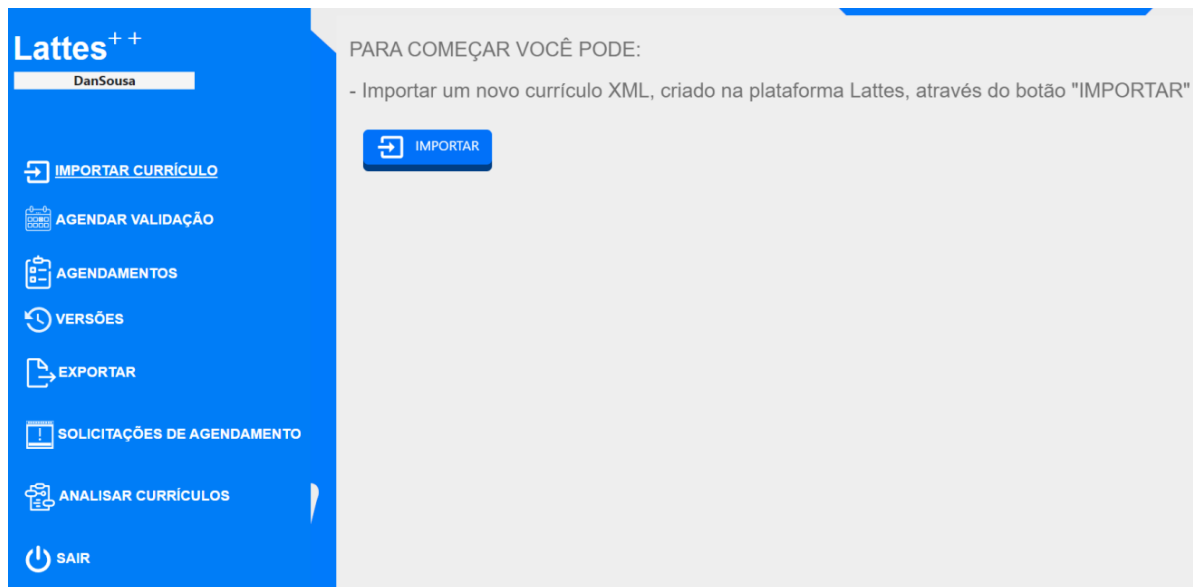 Lattes++
DanSousa
IMPORTAR CURRÍCULO
AGENDAR VALIDAÇÃO
AGENDAMENTOS
VERSÕES
EXPORTAR
SOLICITAÇÕES DE AGENDAMENTO
ANALISAR CURRÍCULOS
SAIR
PARA COMEÇAR VOCÊ PODE:
- Importar um novo currículo XML, criado na plataforma Lattes, através do botão "IMPORTAR"
IMPORTAR